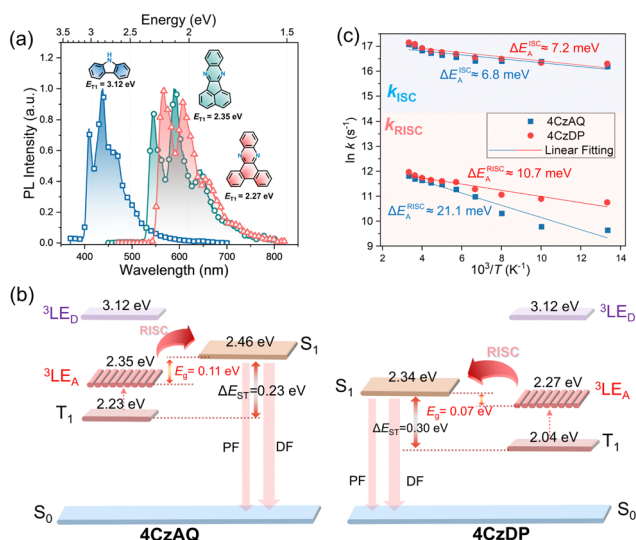 Energy (eV)
3.5 3 2.5 2 1.5
(a)
H
N
E_T1 = 3.12 eV
N
N
E_T1 = 2.35 eV
N
N
E_T1 = 2.27 eV
PL Intensity (a.u.)
1.0
0.8
0.6
0.4
0.2
0.0
400 500 600 700 800
Wavelength (nm)
(c)
17
16
15
12
11
10
ln k (s⁻¹)
ΔE_A^ISC≈ 7.2 meV
ΔE_A^ISC≈ 6.8 meV
k_ISC
k_RISC
4CzAQ
4CzDP
Linear Fitting
ΔE_A^RISC≈ 10.7 meV
ΔE_A^RISC≈ 21.1 meV
4 6 8 10 12 14
10³/T (K⁻¹)
(b)
³LE_D
3.12 eV
RISC
2.46 eV
S₁
³LE_A
2.35 eV
E_g= 0.11 eV
T₁
2.23 eV
ΔE_ST=0.23 eV
PF
DF
S₀
4CzAQ
3.12 eV
³LE_D
RISC
S₁
2.34 eV
2.27 eV
³LE_A
E_g= 0.07 eV
ΔE_ST=0.30 eV
2.04 eV
T₁
PF
DF
4CzDP
S₀